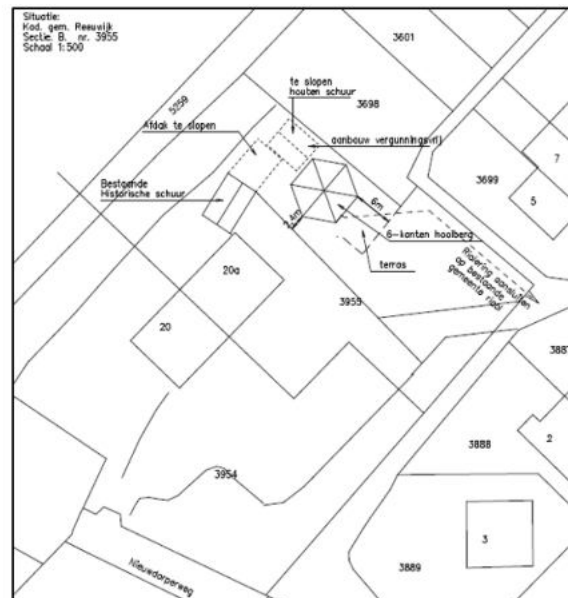 Situatie:
Kad. gem. Reeuwijk
Sectie. B. nr. 3955
Schaal 1:500
3601
te slopen
houten schuur
3698
5259
Afdak te slopen
aanbouw vergunningsvrij
7
3699
Bestaande
Historische schuur
5
6m
4m
6-kanten hooiberg
terras
Riolering aansluiten
op bestaande
gemeente riool
20a
3955
20
3887
3888
2
3954
3
3889
Nieuwdorperweg